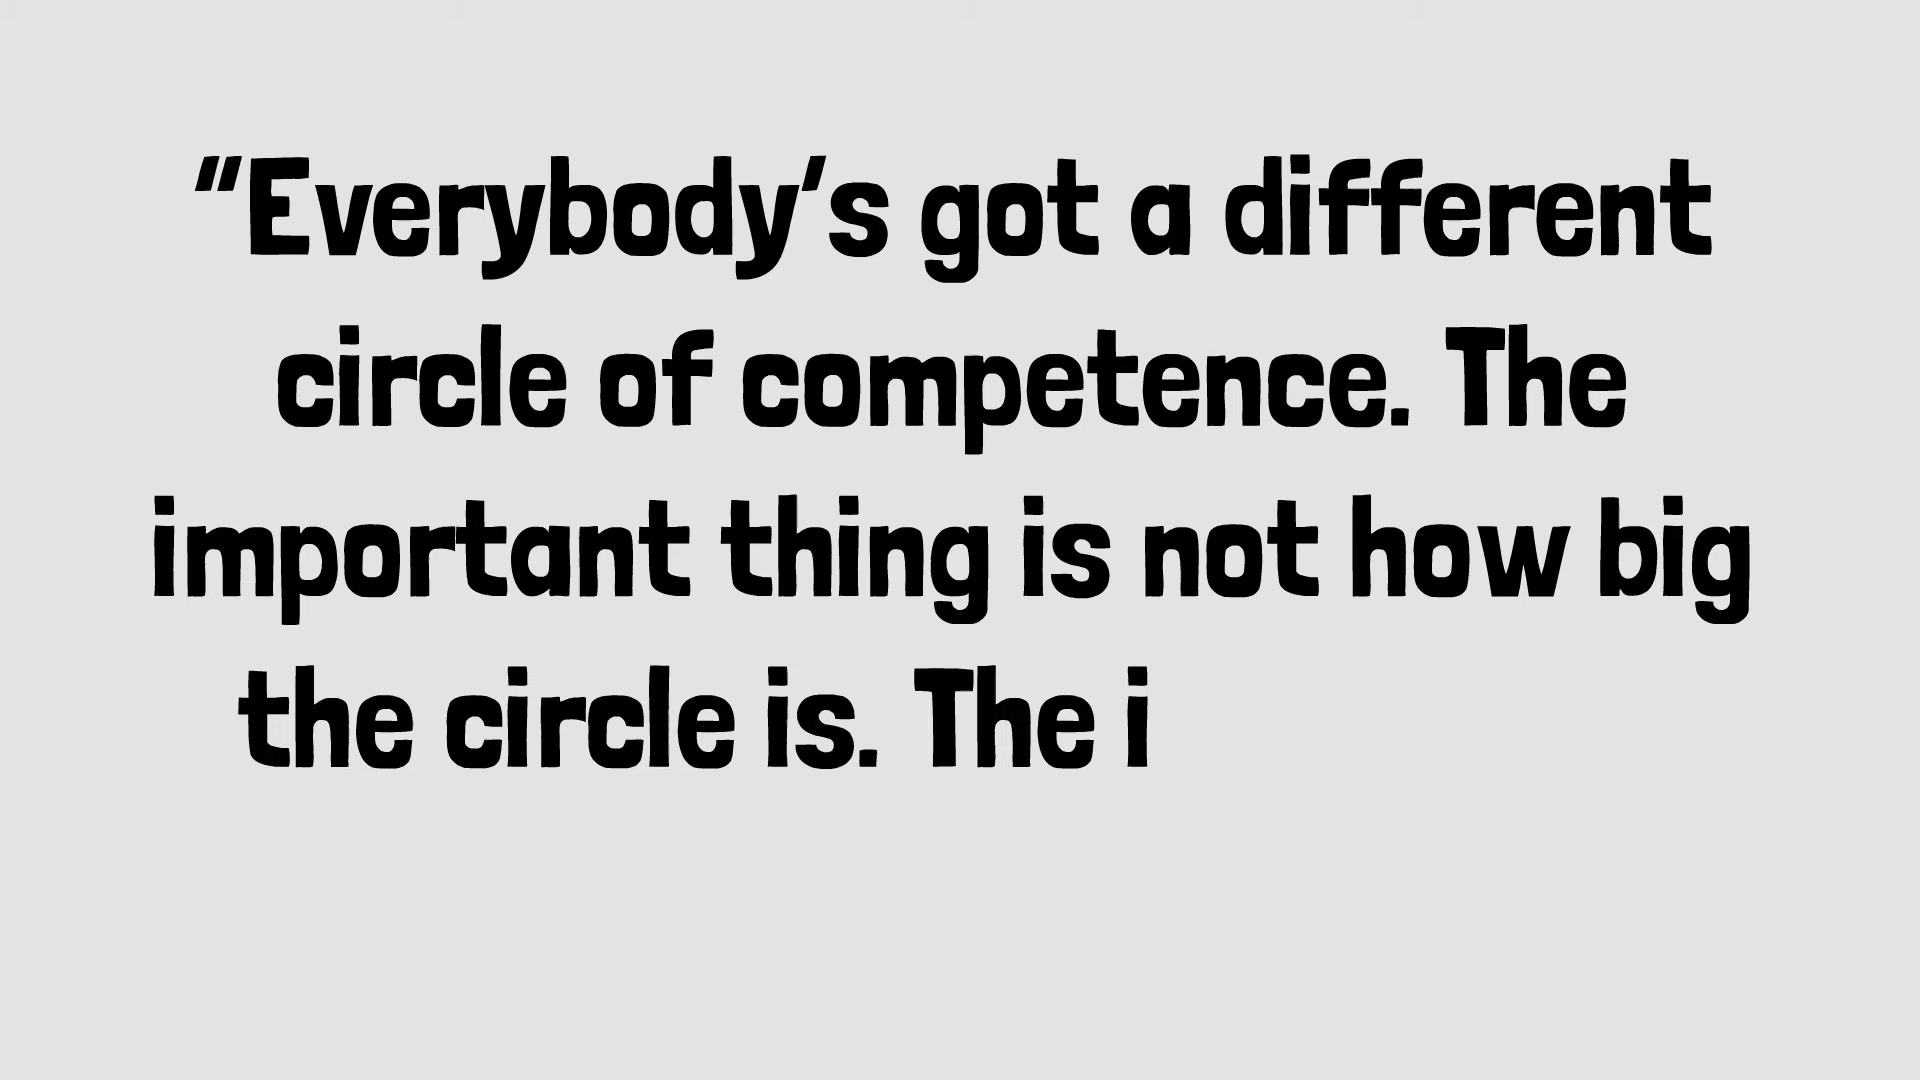 “Everybody’s got a different
circle of competence. The
important thing is not how big
the circle is. The i